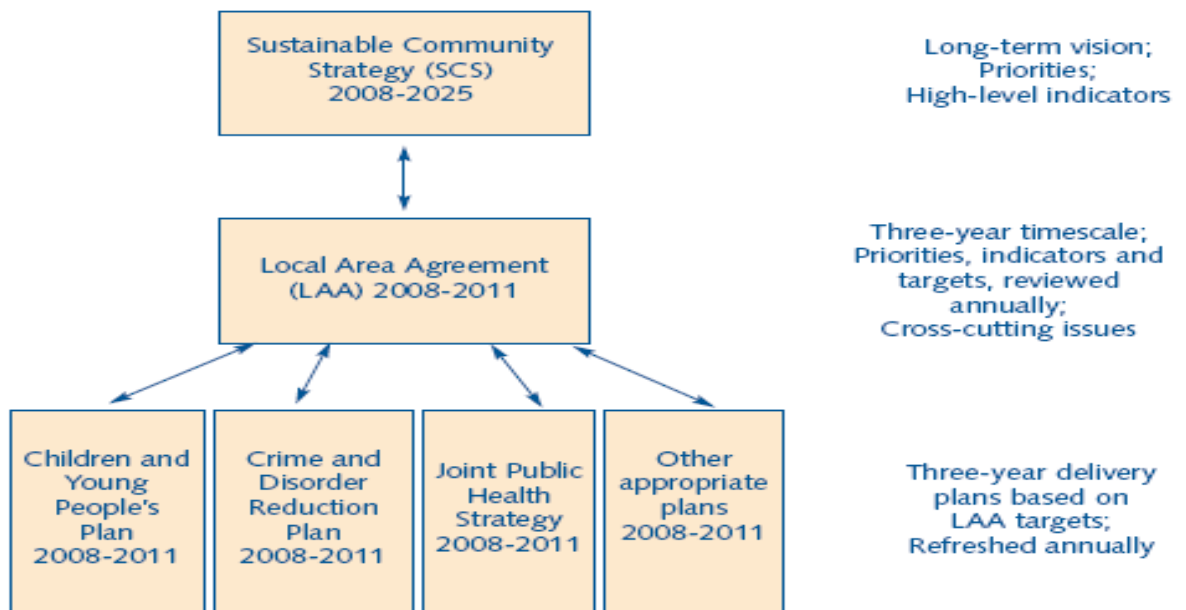 Sustainable Community
Strategy (SCS)
2008-2025
Long-term vision;
Priorities;
High-level indicators
Local Area Agreement
(LAA) 2008-2011
Three-year timescale;
Priorities, indicators and
targets, reviewed
annually;
Cross-cutting issues
Children and
Young
People's
Plan
2008-2011
Crime and
Disorder
Reduction
Plan
2008-2011
Joint Public
Health
Strategy
2008-2011
Other
appropriate
plans
2008-2011
Three-year delivery
plans based on
LAA targets;
Refreshed annually